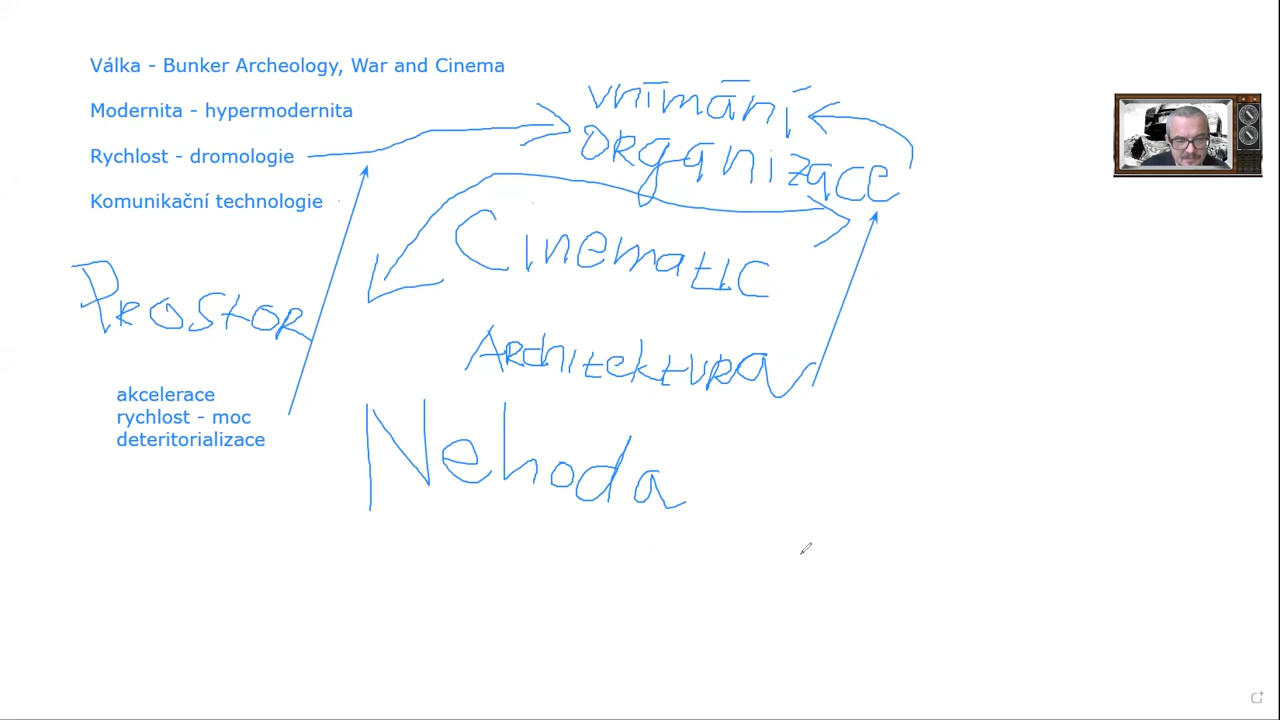 Válka - Bunker Archeology, War and Cinema
Modernita - hypermodernita
Rychlost - dromologie
Komunikační technologie
vnímání
organizace
Cinematic
Prostor
Architektura
akcelerace
rychlost - moc
deteritorializace
Nehoda